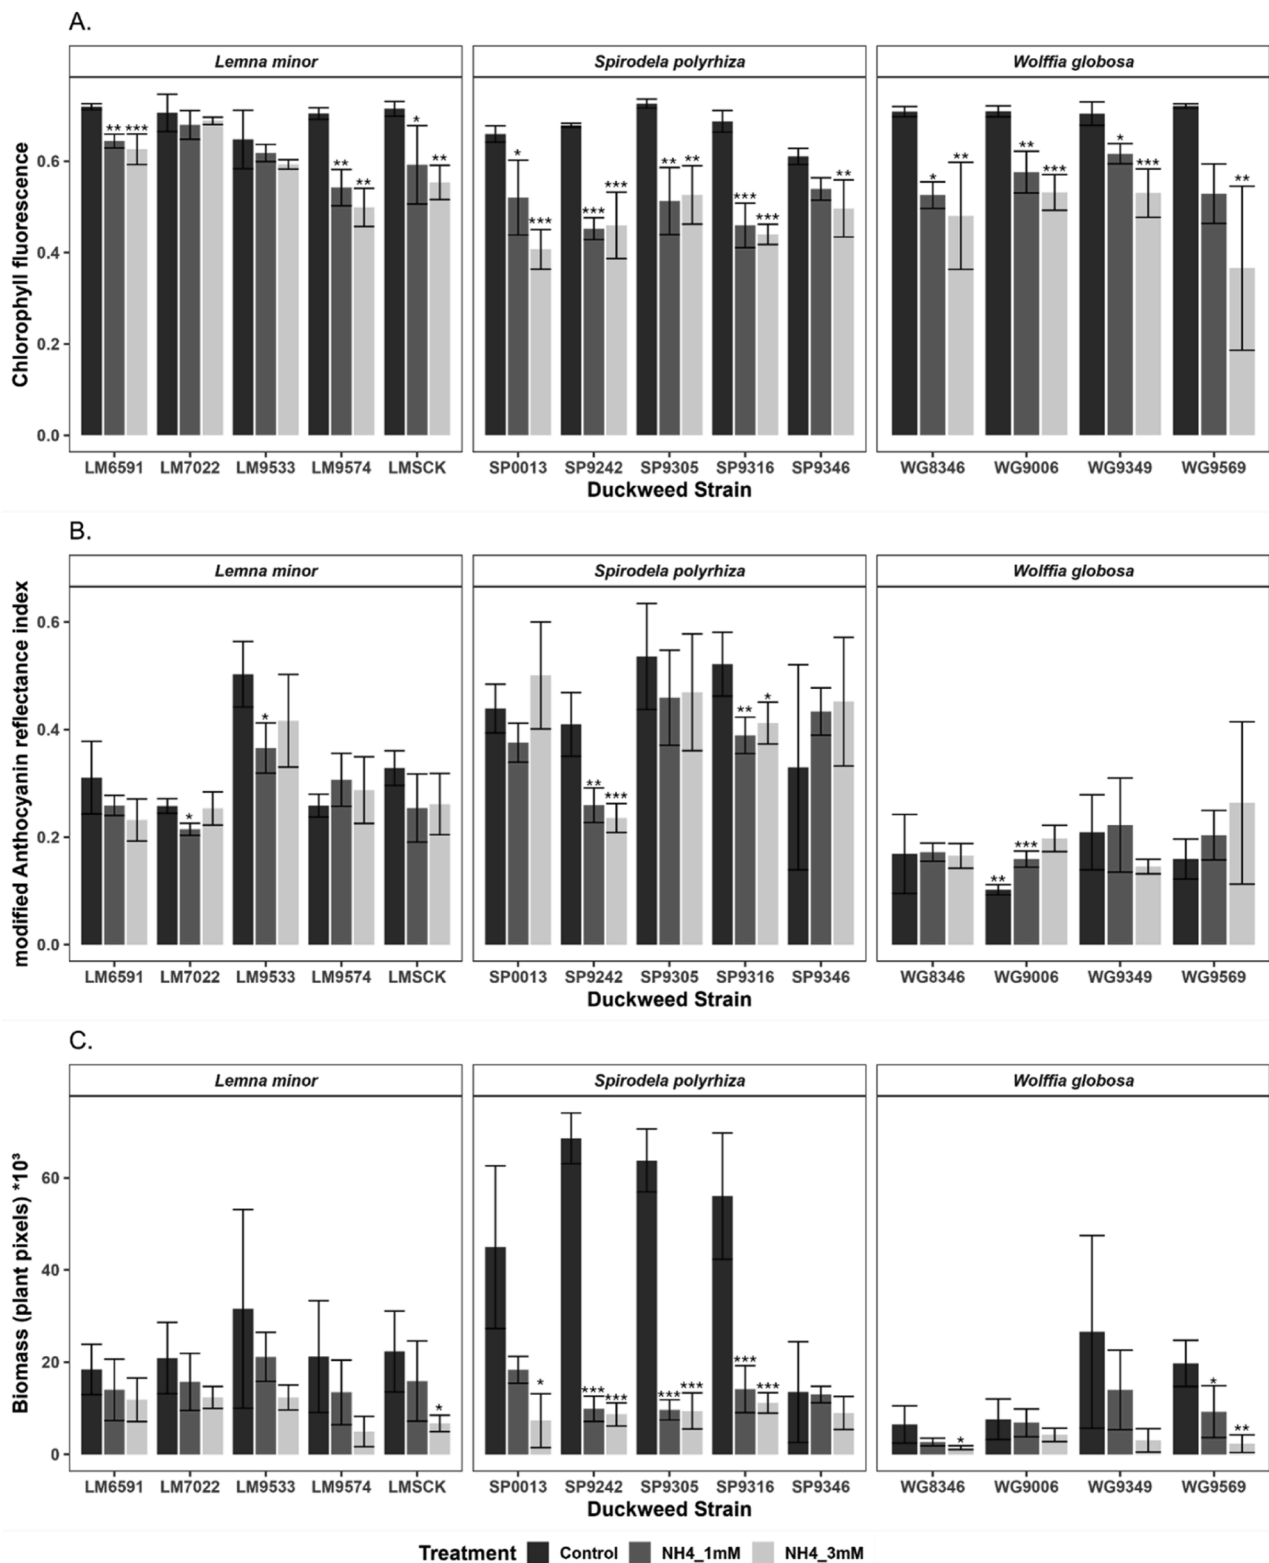 A.
Lemna minor Spirodela polyrhiza Wolffia globosa
Chlorophyll fluorescence
0.6
0.4
0.2
0.0
** *** ** ** * ** * *** *** *** ** ** *** *** ** * ** ** *** * *** **
LM6591 LM7022 LM9533 LM9574 LMSCK SP0013 SP9242 SP9305 SP9316 SP9346 WG8346 WG9006 WG9349 WG9569
Duckweed Strain
B.
Lemna minor Spirodela polyrhiza Wolffia globosa
modified Anthocyanin reflectance index
0.6
0.4
0.2
0.0
* * ** *** ** * ** ***
LM6591 LM7022 LM9533 LM9574 LMSCK SP0013 SP9242 SP9305 SP9316 SP9346 WG8346 WG9006 WG9349 WG9569
Duckweed Strain
C.
Lemna minor Spirodela polyrhiza Wolffia globosa
Biomass (plant pixels) *10³
60
40
20
0
* * *** *** *** *** *** *** * * **
LM6591 LM7022 LM9533 LM9574 LMSCK SP0013 SP9242 SP9305 SP9316 SP9346 WG8346 WG9006 WG9349 WG9569
Duckweed Strain
Treatment Control NH4_1mM NH4_3mM